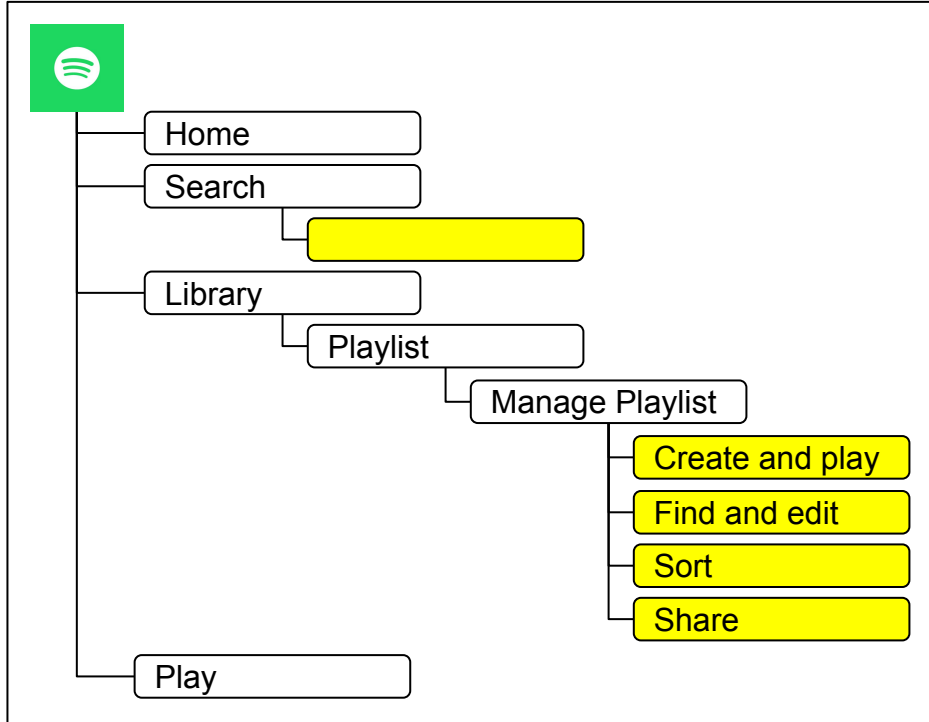 Home
Search
Library
Playlist
Manage Playlist
Create and play
Find and edit
Sort
Share
Play